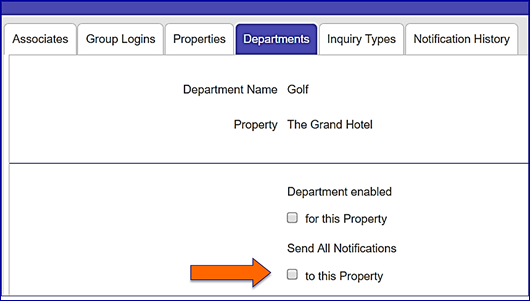 Associates Group Logins Properties Departments Inquiry Types Notification History
Department Name Golf
Property The Grand Hotel
Department enabled
for this Property
Send All Notifications
to this Property